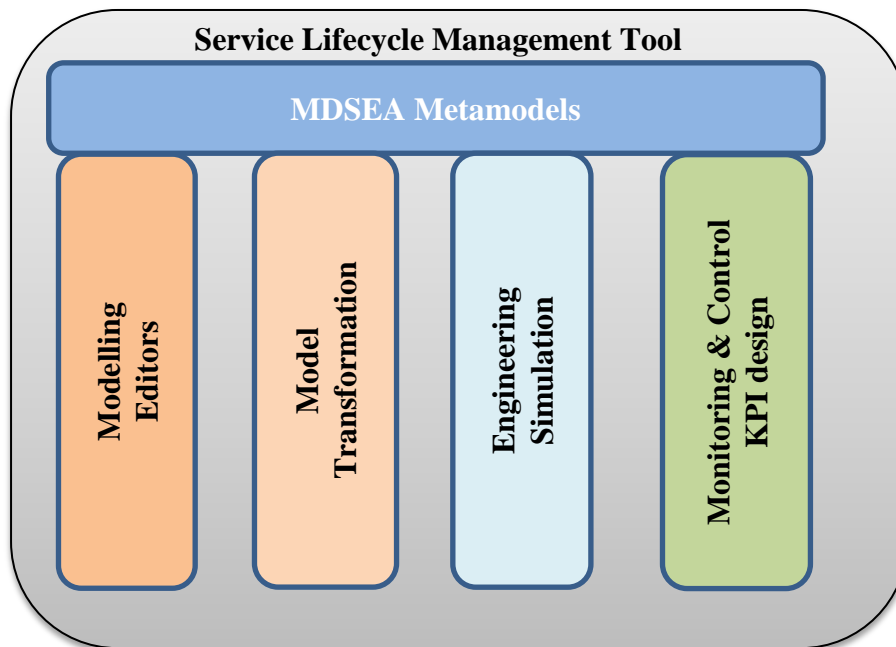 Service Lifecycle Management Tool
MDSEA Metamodels
Modelling
Editors
Model
Transformation
Engineering
Simulation
Monitoring & Control
KPI design